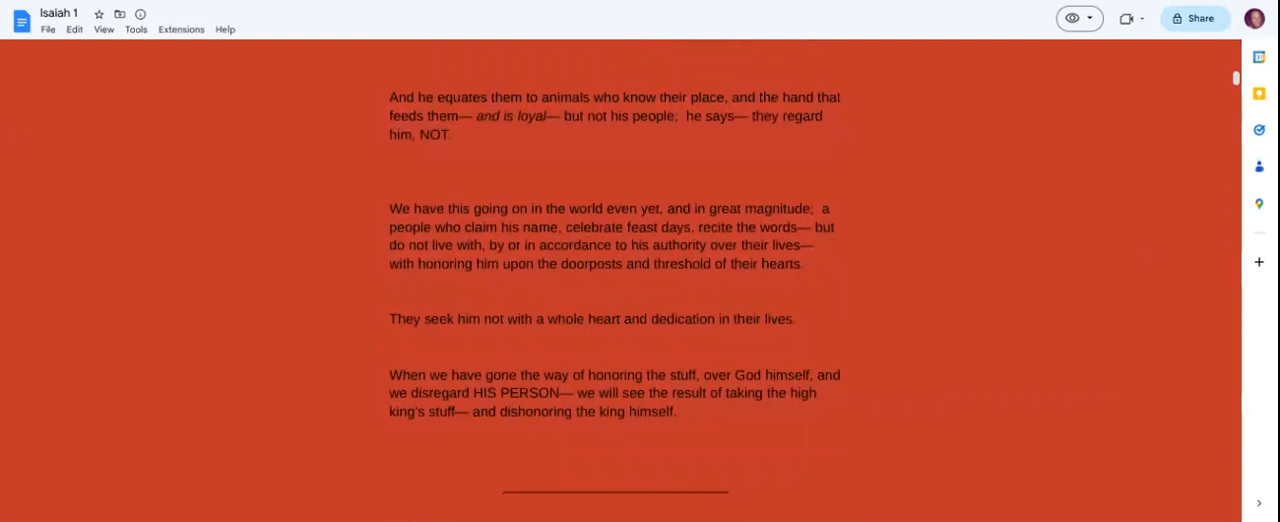 Isaiah 1
File Edit View Tools Extensions Help
Share
And he equates them to animals who know their place, and the hand that
feeds them— and is loyal— but not his people;  he says— they regard
him, NOT.
We have this going on in the world even yet, and in great magnitude;  a
people who claim his name, celebrate feast days, recite the words— but
do not live with, by or in accordance to his authority over their lives—
with honoring him upon the doorposts and threshold of their hearts.
They seek him not with a whole heart and dedication in their lives.
When we have gone the way of honoring the stuff, over God himself, and
we disregard HIS PERSON— we will see the result of taking the high
king's stuff— and dishonoring the king himself.